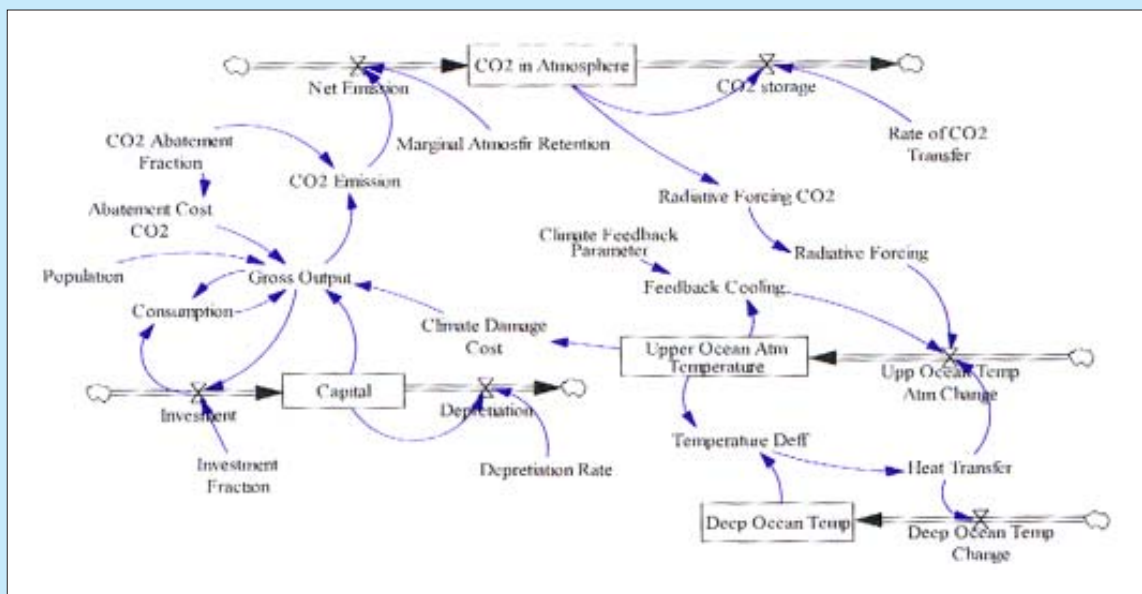 CO2 in Atmosphere
Net Emission
CO2 storage
CO2 Abatement
Fraction
Marginal Atmosfir Retention
Rate of CO2
Transfer
CO2 Emission
Radiative Forcing CO2
Abatement Cost
CO2
Climate Feedback
Parameter
Radiative Forcing
Population
Gross Output
Feedback Cooling
Consumption
Climate Damage
Cost
Upper Ocean Atm
Temperature
Upp Ocean Temp
Atm Change
Capital
Investment
Depretiation
Temperature Deff
Heat Transfer
Investment
Fraction
Depretiation Rate
Deep Ocean Temp
Deep Ocean Temp
Change